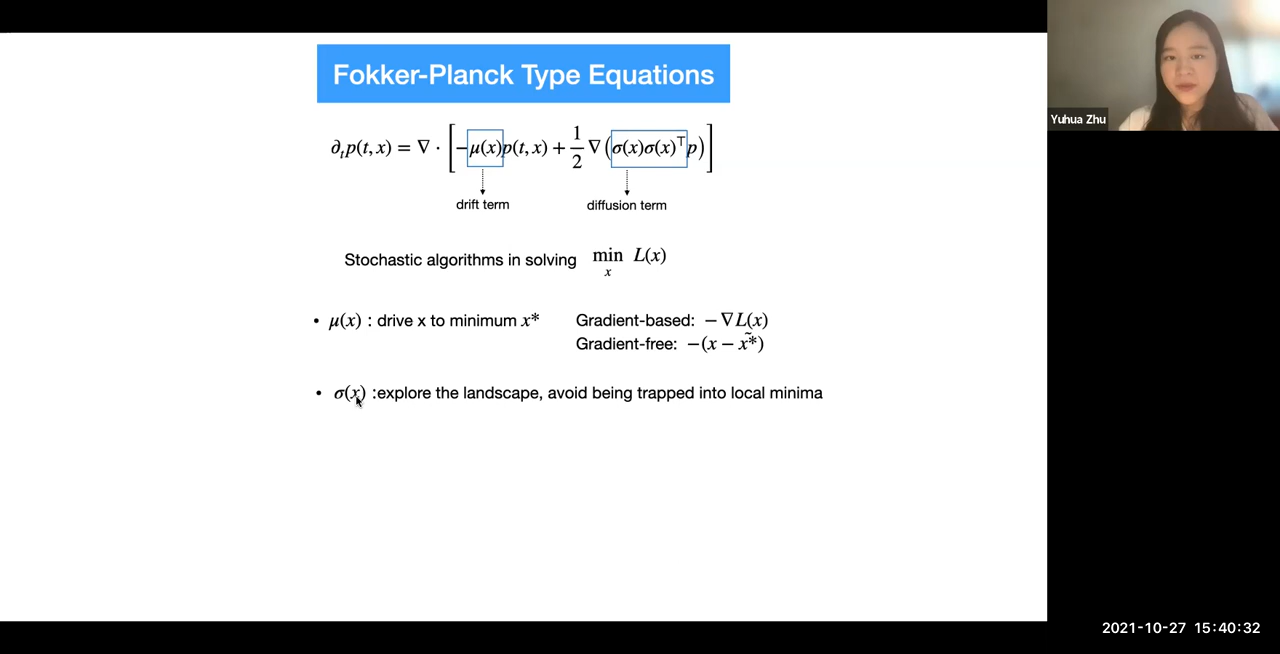 Fokker-Planck Type Equations
Yuhua Zhu
∂ₜp(t, x) = ∇ · [−μ(x)p(t, x) + 1/2 ∇(σ(x)σ(x)⊤p)]
drift term
diffusion term
Stochastic algorithms in solving min L(x)
x
• μ(x) : drive x to minimum x*
Gradient-based: −∇L(x)
Gradient-free: −(x − x̃*)
• σ(x) :explore the landscape, avoid being trapped into local minima
2021-10-27 15:40:32